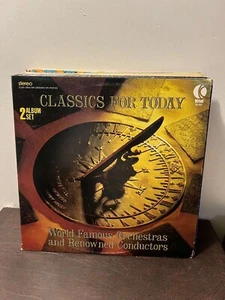 stereo
K
CLASSICS FOR TODAY
2 ALBUM
SET
World Famous Orchestras
and Renowned Conductors